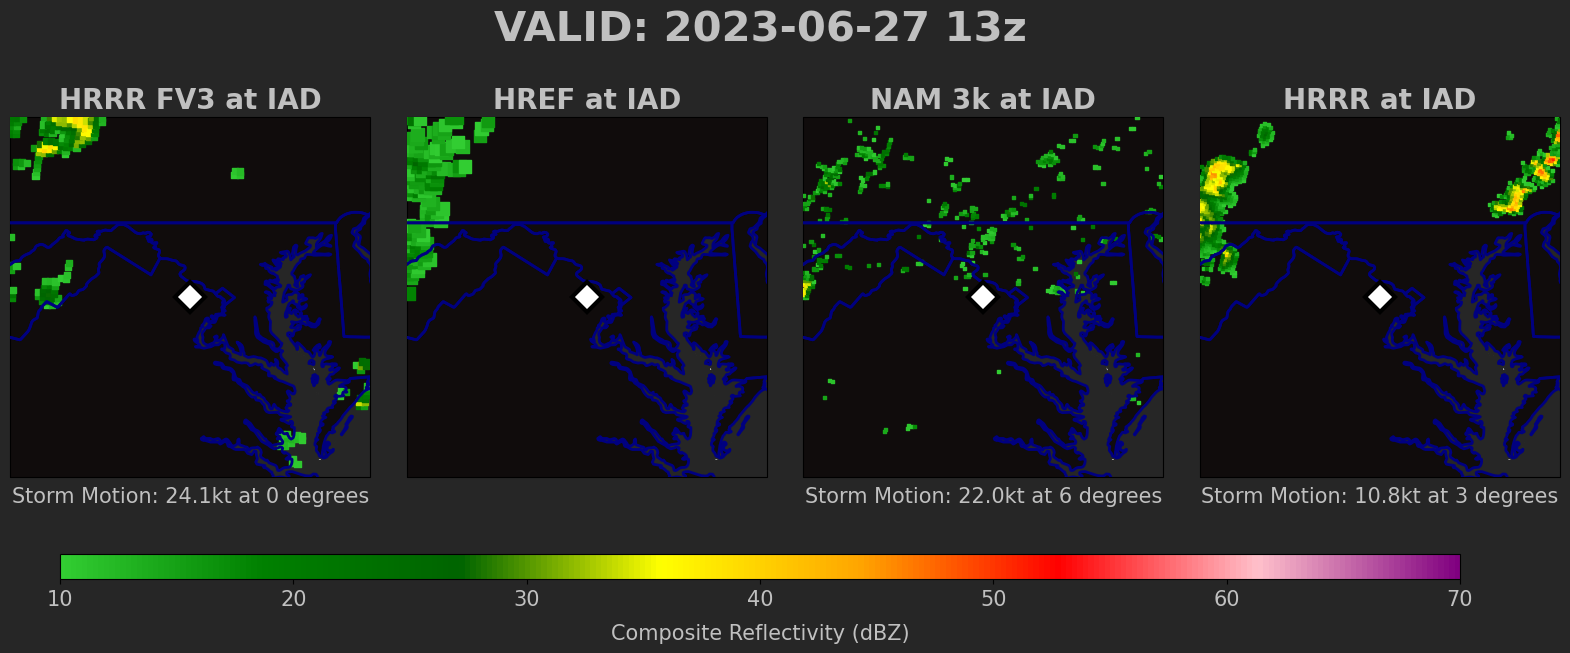 VALID: 2023-06-27 13z
HRRR FV3 at IAD
HREF at IAD
NAM 3k at IAD
HRRR at IAD
Storm Motion: 24.1kt at 0 degrees
Storm Motion: 22.0kt at 6 degrees
Storm Motion: 10.8kt at 3 degrees
10 20 30 40 50 60 70
Composite Reflectivity (dBZ)